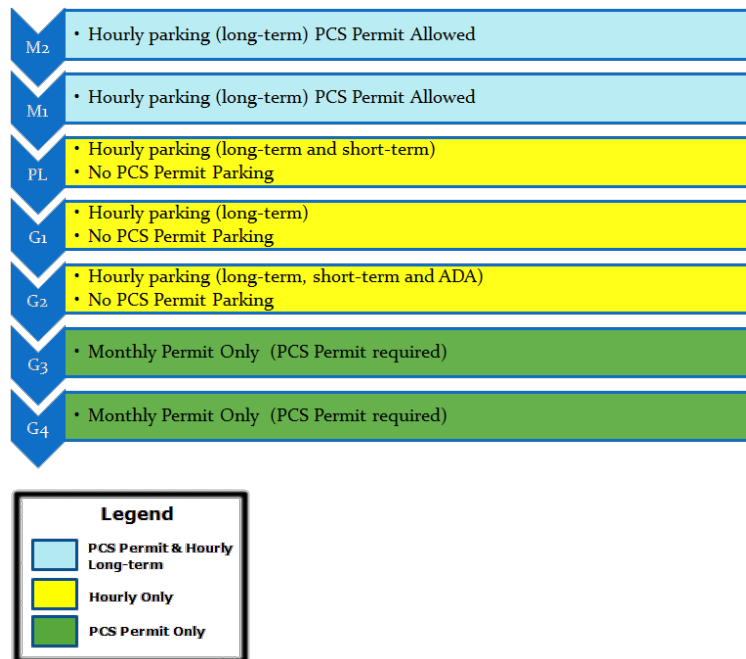 M2
• Hourly parking (long-term) PCS Permit Allowed
M1
• Hourly parking (long-term) PCS Permit Allowed
PL
• Hourly parking (long-term and short-term)
• No PCS Permit Parking
G1
• Hourly parking (long-term)
• No PCS Permit Parking
G2
• Hourly parking (long-term, short-term and ADA)
• No PCS Permit Parking
G3
• Monthly Permit Only  (PCS Permit required)
G4
• Monthly Permit Only  (PCS Permit required)
Legend
PCS Permit & Hourly
Long-term
Hourly Only
PCS Permit Only